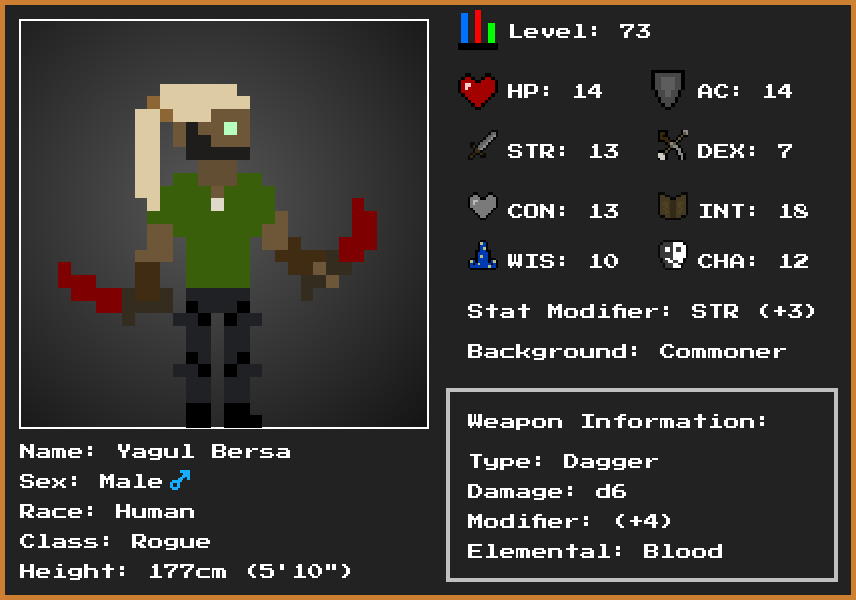 Level: 73
HP: 14 AC: 14
STR: 13 DEX: 7
CON: 13 INT: 18
WIS: 10 CHA: 12
Stat Modifier: STR (+3)
Background: Commoner
Weapon Information:
Type: Dagger
Damage: d6
Modifier: (+4)
Elemental: Blood
Name: Yagul Bersa
Sex: Male ♂
Race: Human
Class: Rogue
Height: 177cm (5'10")